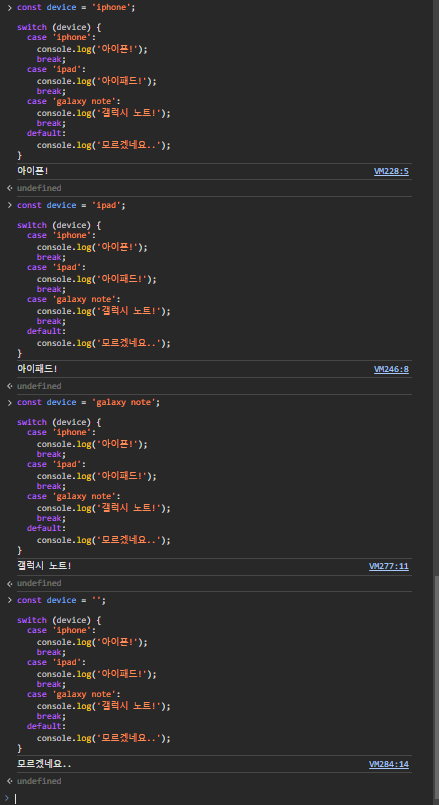 const device = 'iphone';
switch (device) {
case 'iphone':
console.log('아이폰!');
break;
case 'ipad':
console.log('아이패드!');
break;
case 'galaxy note':
console.log('갤럭시 노트!');
break;
default:
console.log('모르겠네요..');
}
아이폰! VM228:5
undefined
const device = 'ipad';
switch (device) {
case 'iphone':
console.log('아이폰!');
break;
case 'ipad':
console.log('아이패드!');
break;
case 'galaxy note':
console.log('갤럭시 노트!');
break;
default:
console.log('모르겠네요..');
}
아이패드! VM246:8
undefined
const device = 'galaxy note';
switch (device) {
case 'iphone':
console.log('아이폰!');
break;
case 'ipad':
console.log('아이패드!');
break;
case 'galaxy note':
console.log('갤럭시 노트!');
break;
default:
console.log('모르겠네요..');
}
갤럭시 노트! VM277:11
undefined
const device = '';
switch (device) {
case 'iphone':
console.log('아이폰!');
break;
case 'ipad':
console.log('아이패드!');
break;
case 'galaxy note':
console.log('갤럭시 노트!');
break;
default:
console.log('모르겠네요..');
}
모르겠네요.. VM284:14
undefined